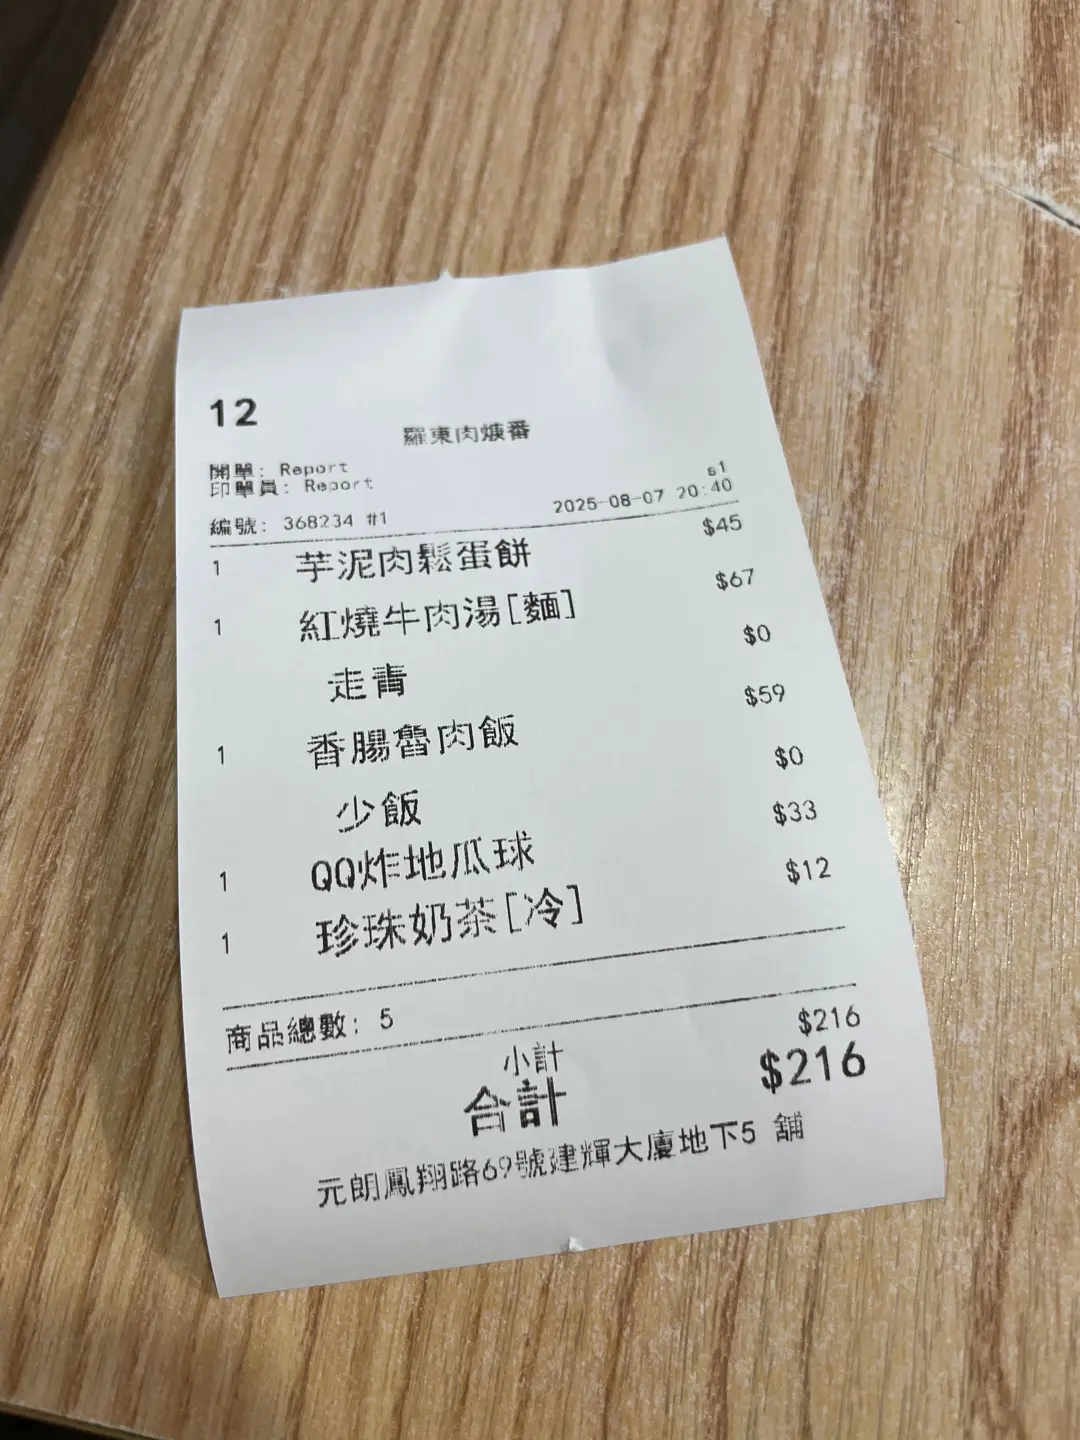 12
羅東肉焿番
開單: Report
印單員: Report
s1
編號: 368234 #1 2025-08-07 20:40
1 芋泥肉鬆蛋餅 $45
1 紅燒牛肉湯[麵] $67
走青 $0
1 香腸魯肉飯 $59
少飯 $0
1 QQ炸地瓜球 $33
1 珍珠奶茶[冷] $12
商品總數: 5
小計 $216
合計 $216
元朗鳳翔路69號建輝大廈地下5 舖